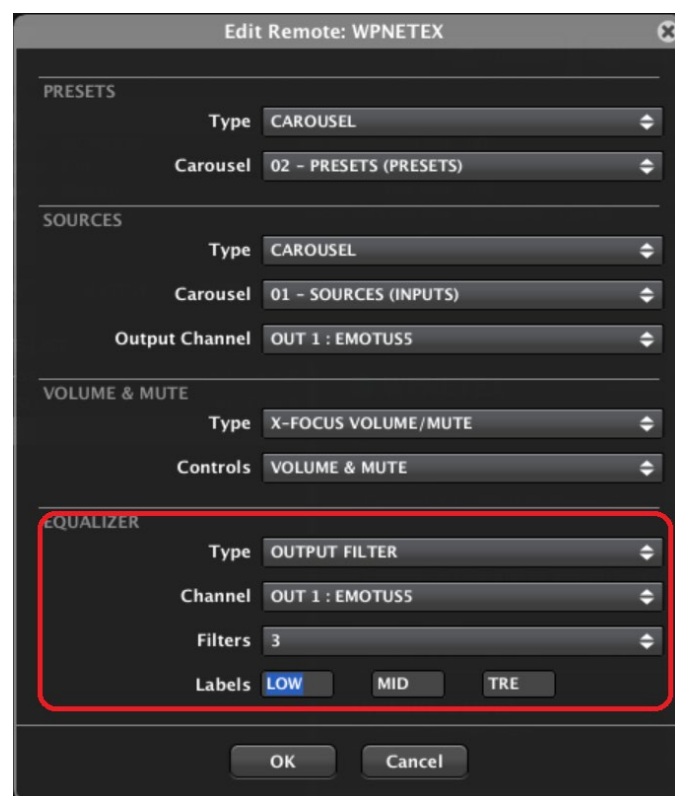 Edit Remote: WPNETEX
PRESETS
Type CAROUSEL
Carousel 02 - PRESETS (PRESETS)
SOURCES
Type CAROUSEL
Carousel 01 - SOURCES (INPUTS)
Output Channel OUT 1 : EMOTUS5
VOLUME & MUTE
Type X-FOCUS VOLUME/MUTE
Controls VOLUME & MUTE
EQUALIZER
Type OUTPUT FILTER
Channel OUT 1 : EMOTUS5
Filters 3
Labels LOW MID TRE
OK Cancel